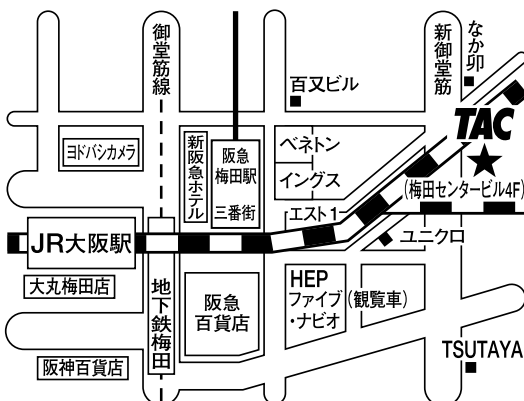 御堂筋線
新御堂筋
なか卯
百又ビル
TAC
ヨドバシカメラ
新阪急ホテル
阪急
梅田駅
三番街
ベネトン
イングス
(梅田センタービル4F)
エスト1
ユニクロ
JR大阪駅
大丸梅田店
地下鉄梅田
阪急
百貨店
HEP
ファイブ(観覧車)
・ナビオ
阪神百貨店
TSUTAYA